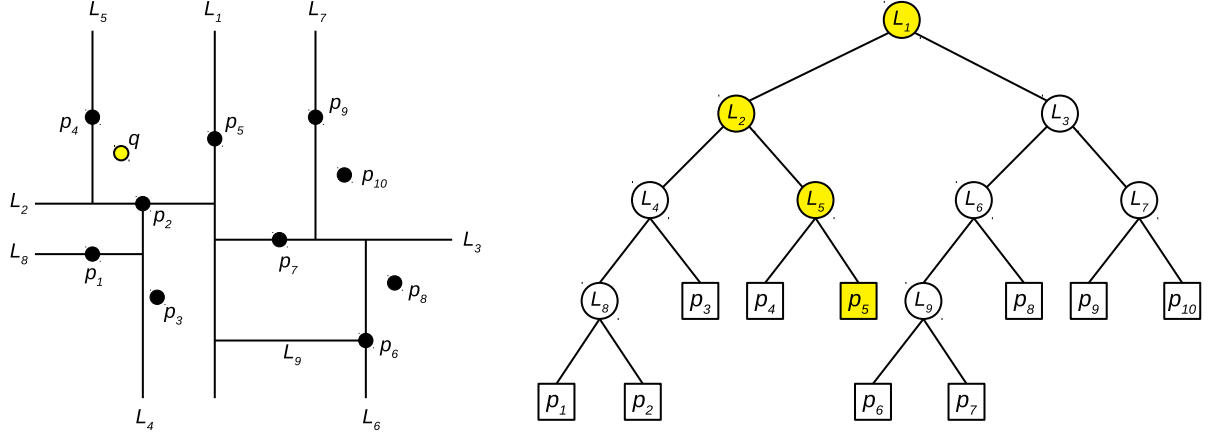 L5 L1 L7
p4 q p5 p9
p10
L2 p2
L8 p1 p7 L3
p3 p8
L9 p6
L4 L6
L1
L2 L3
L4 L5 L6 L7
L8 p3 p4 p5 L9 p8 p9 p10
p1 p2 p6 p7